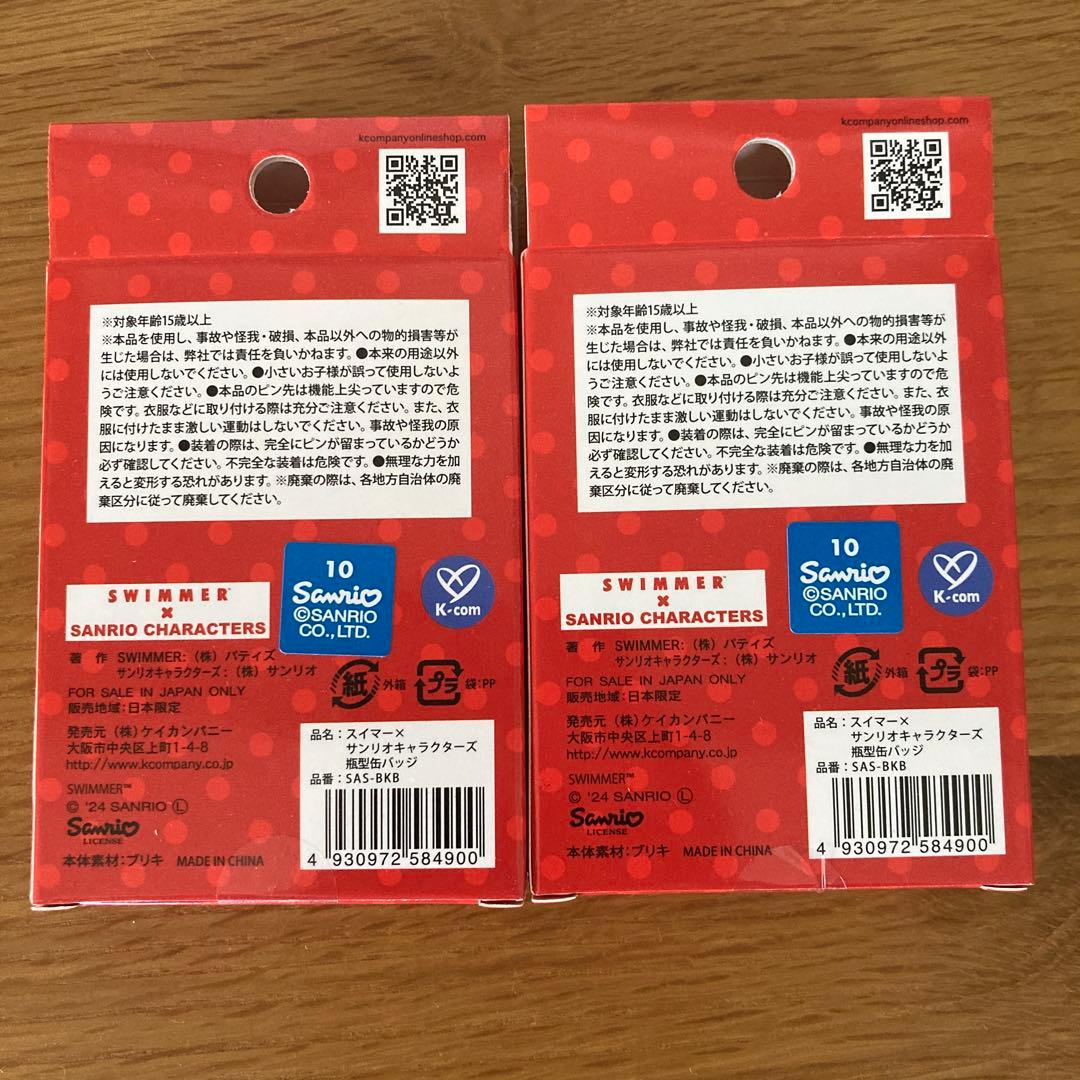 kcompanyonlineshop.com
※対象年齢15歳以上
※本品を使用し、事故や怪我・破損、本品以外への物的損害等が
生じた場合は、弊社では責任を負いかねます。●本来の用途以外
には使用しないでください。●小さいお子様が誤って使用しないよ
うご注意ください。●本品のピン先は機能上尖っていますので危
険です。衣服などに取り付ける際は充分ご注意ください。また、衣
服に付けたまま激しい運動はしないでください。事故や怪我の原
因になります。●装着の際は、完全にピンが留まっているかどうか
必ず確認してください。不完全な装着は危険です。●無理な力を加
えると変形する恐れがあります。※廃棄の際は、各地方自治体の廃
棄区分に従って廃棄してください。
SWIMMER™
×
SANRIO CHARACTERS
10
Sanrio
©SANRIO
CO.,LTD.
K-com
著 作 SWIMMER:（株）パティズ
サンリオキャラクターズ:（株）サンリオ
FOR SALE IN JAPAN ONLY
販売地域:日本限定
紙 外箱
プラ 袋:PP
発売元（株）ケイカンパニー
大阪市中央区上町1-4-8
http://www.kcompany.co.jp
SWIMMER™
© '24 SANRIO Ⓛ
Sanrio
LICENSE
本体素材:ブリキ MADE IN CHINA
品名:スイマー×
サンリオキャラクターズ
瓶型缶バッジ
品番:SAS-BKB
4 930972 584900
kcompanyonlineshop.com
※対象年齢15歳以上
※本品を使用し、事故や怪我・破損、本品以外への物的損害等が
生じた場合は、弊社では責任を負いかねます。●本来の用途以外
には使用しないでください。●小さいお子様が誤って使用しないよ
うご注意ください。●本品のピン先は機能上尖っていますので危
険です。衣服などに取り付ける際は充分ご注意ください。また、衣
服に付けたまま激しい運動はしないでください。事故や怪我の原
因になります。●装着の際は、完全にピンが留まっているかどうか
必ず確認してください。不完全な装着は危険です。●無理な力を加
えると変形する恐れがあります。※廃棄の際は、各地方自治体の廃
棄区分に従って廃棄してください。
SWIMMER™
×
SANRIO CHARACTERS
10
Sanrio
©SANRIO
CO.,LTD.
K-com
著 作 SWIMMER:（株）パティズ
サンリオキャラクターズ:（株）サンリオ
FOR SALE IN JAPAN ONLY
販売地域:日本限定
紙 外箱
プラ 袋:PP
発売元（株）ケイカンパニー
大阪市中央区上町1-4-8
http://www.kcompany.co.jp
SWIMMER™
© '24 SANRIO Ⓛ
Sanrio
LICENSE
本体素材:ブリキ MADE IN CHINA
品名:スイマー×
サンリオキャラクターズ
瓶型缶バッジ
品番:SAS-BKB
4 930972 584900